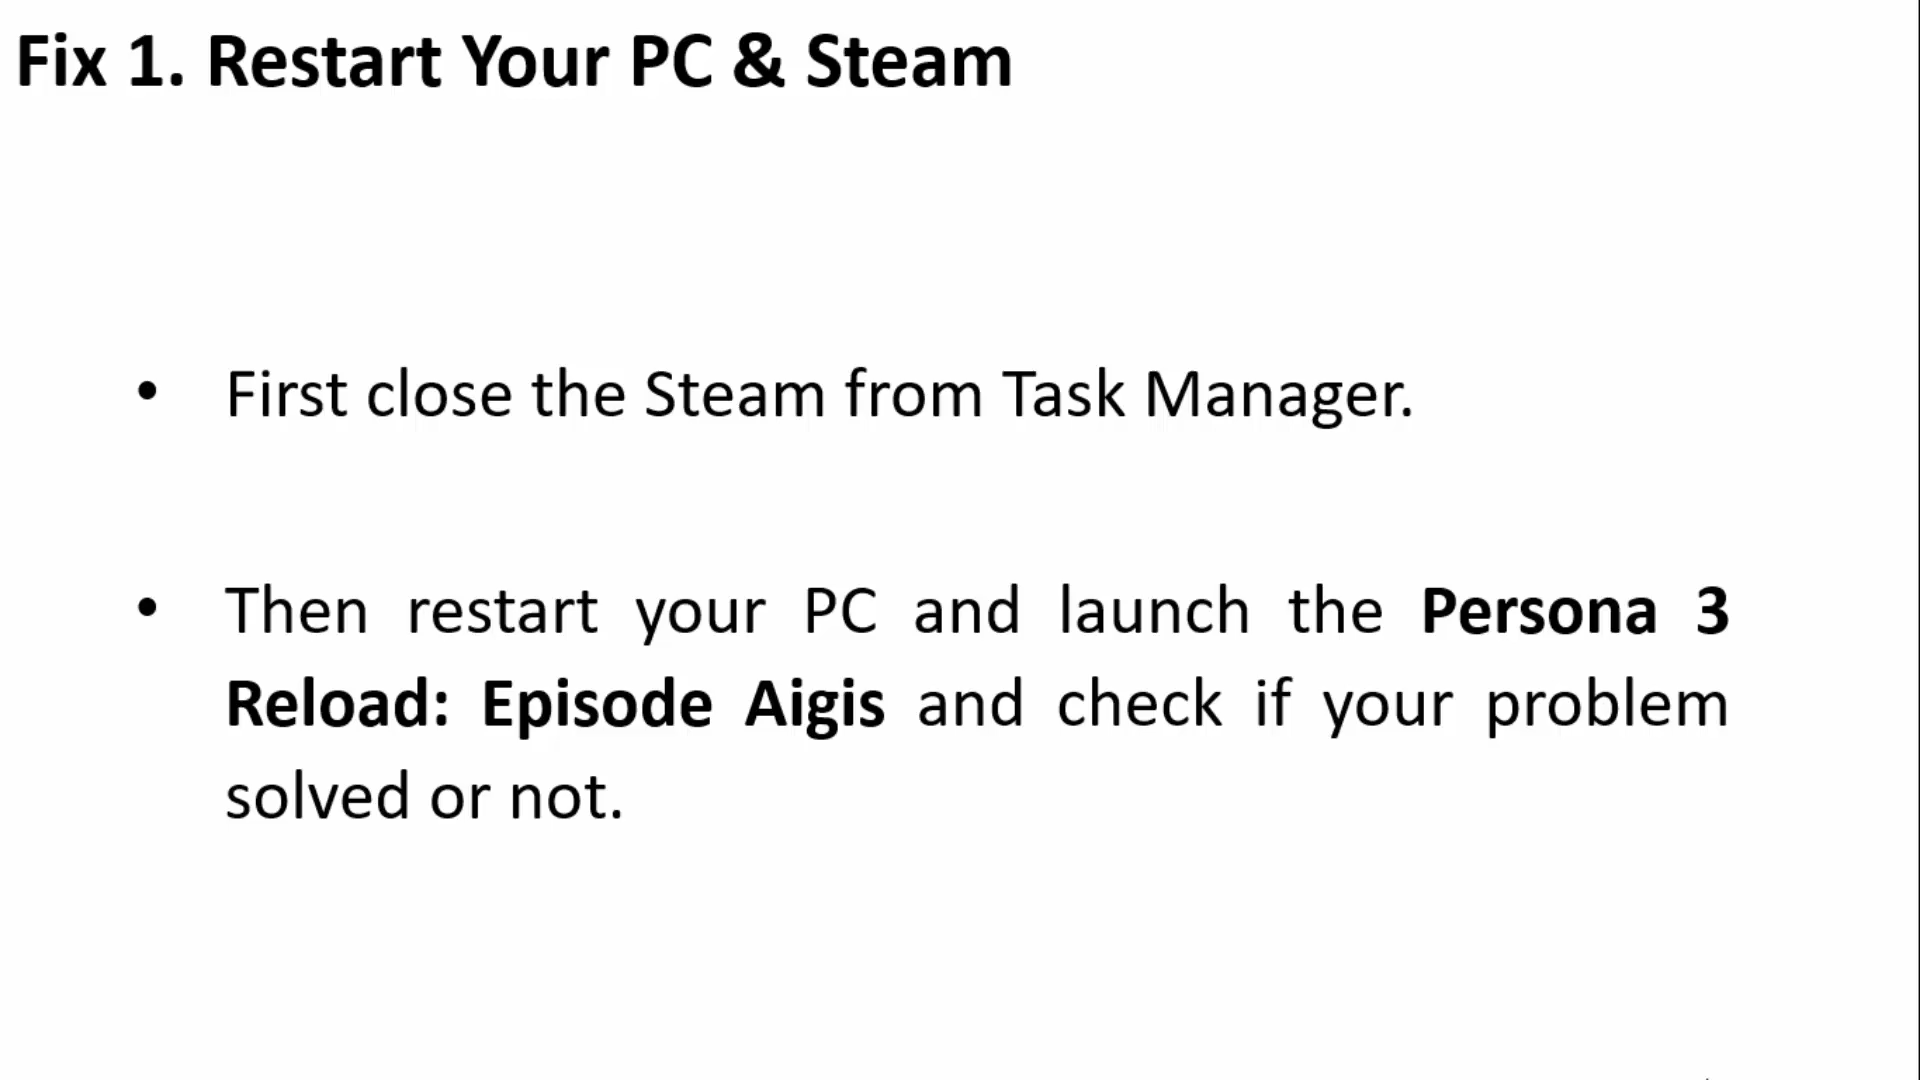 Fix 1. Restart Your PC & Steam
• First close the Steam from Task Manager.
• Then restart your PC and launch the Persona 3
Reload: Episode Aigis and check if your problem
solved or not.